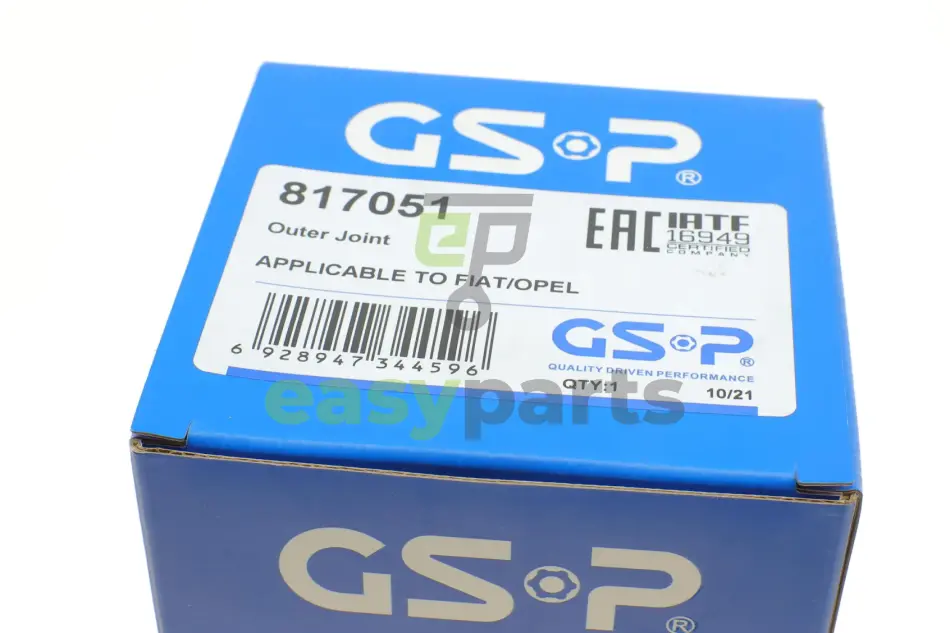 GSP®
817051
Outer Joint
APPLICABLE TO FIAT/OPEL
EAC
IATF
16949
CERTIFIED
COMPANY
6 928947 344596
GSP®
QUALITY DRIVEN PERFORMANCE
QTY:1
10/21
ep
easyparts
GSP®